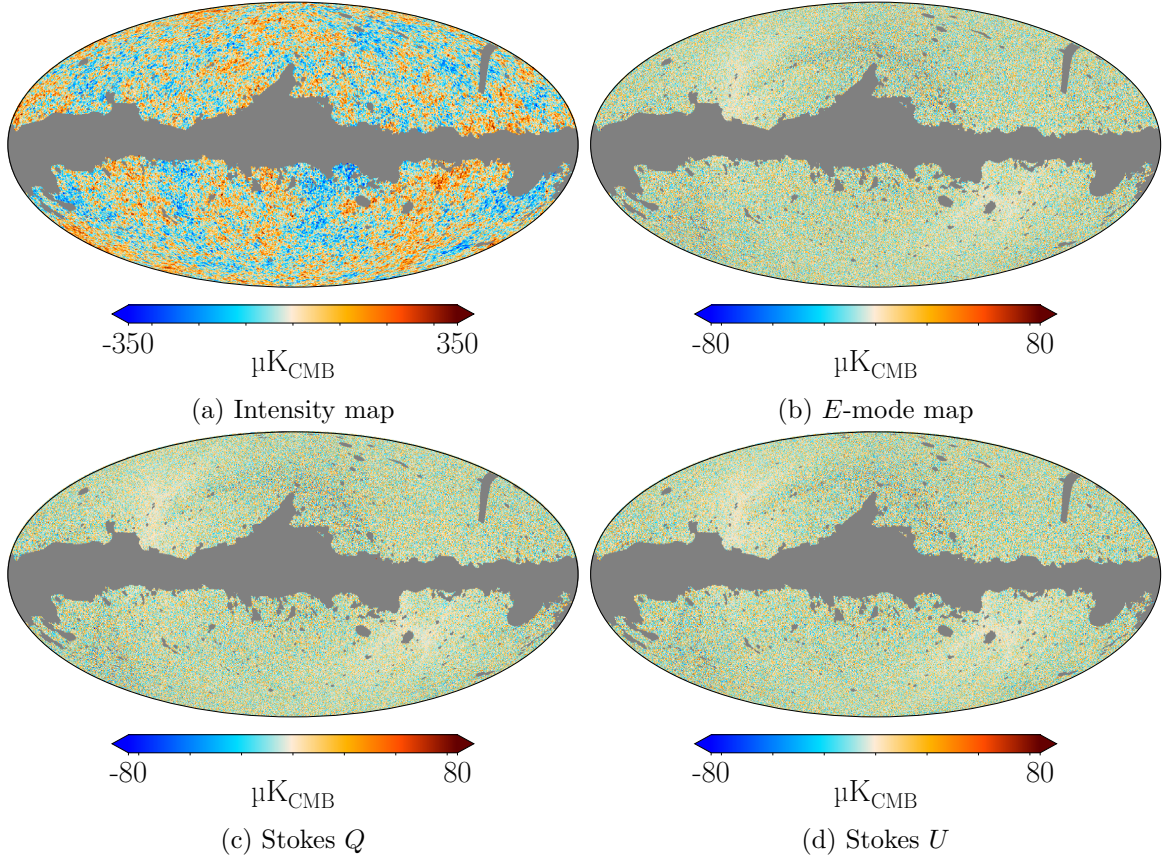 -350 350
µK_CMB
(a) Intensity map
-80 80
µK_CMB
(b) E-mode map
-80 80
µK_CMB
(c) Stokes Q
-80 80
µK_CMB
(d) Stokes U